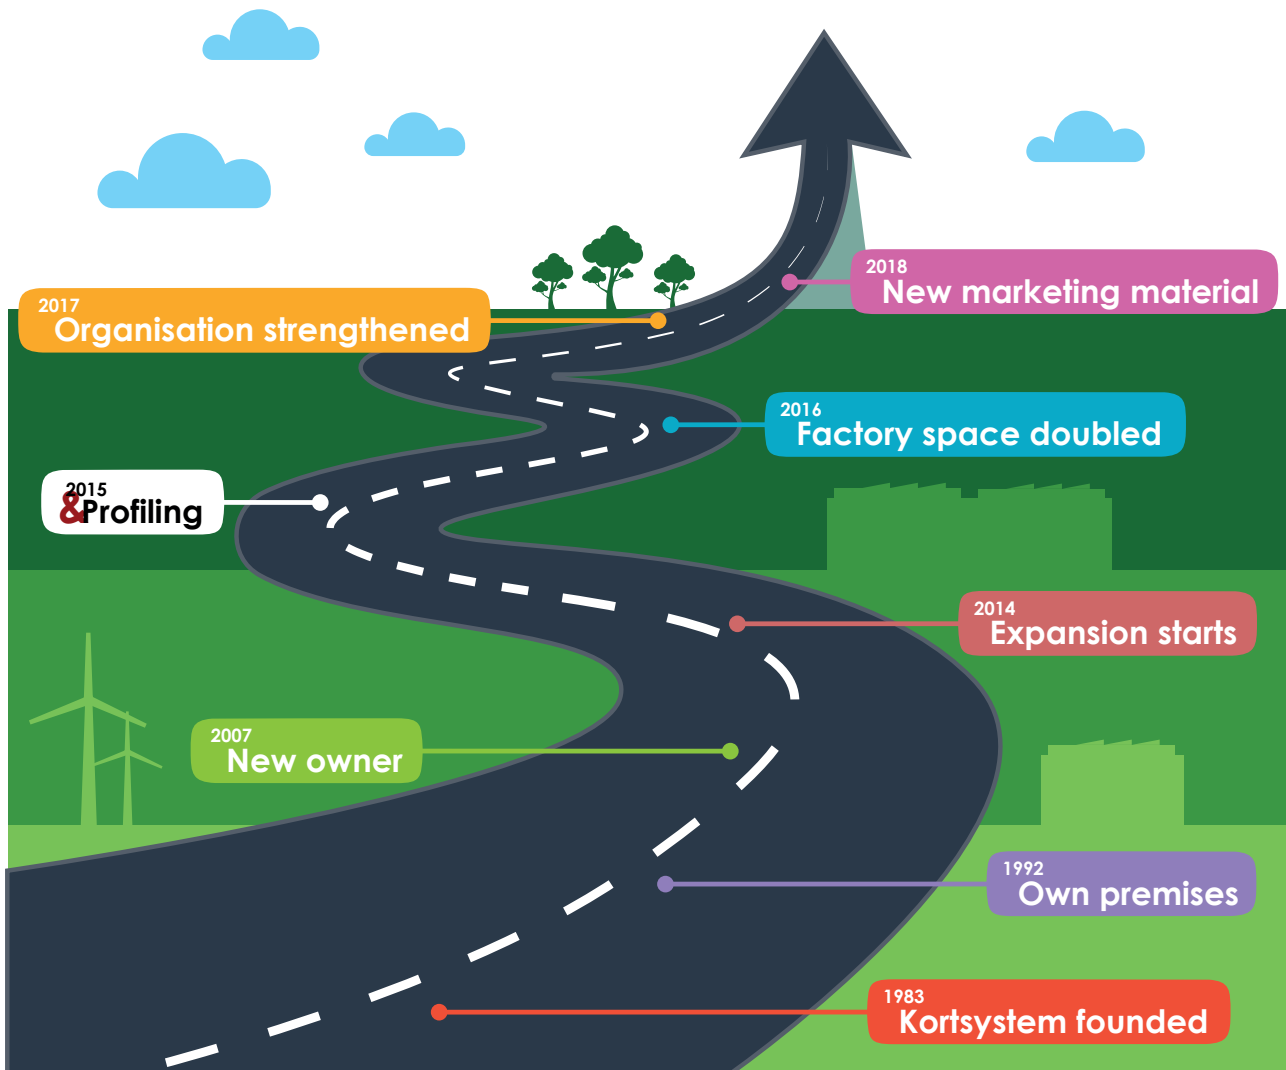 2018
New marketing material
2017
Organisation strengthened
2016
Factory space doubled
2015
&Profiling
2014
Expansion starts
2007
New owner
1992
Own premises
1983
Kortsystem founded